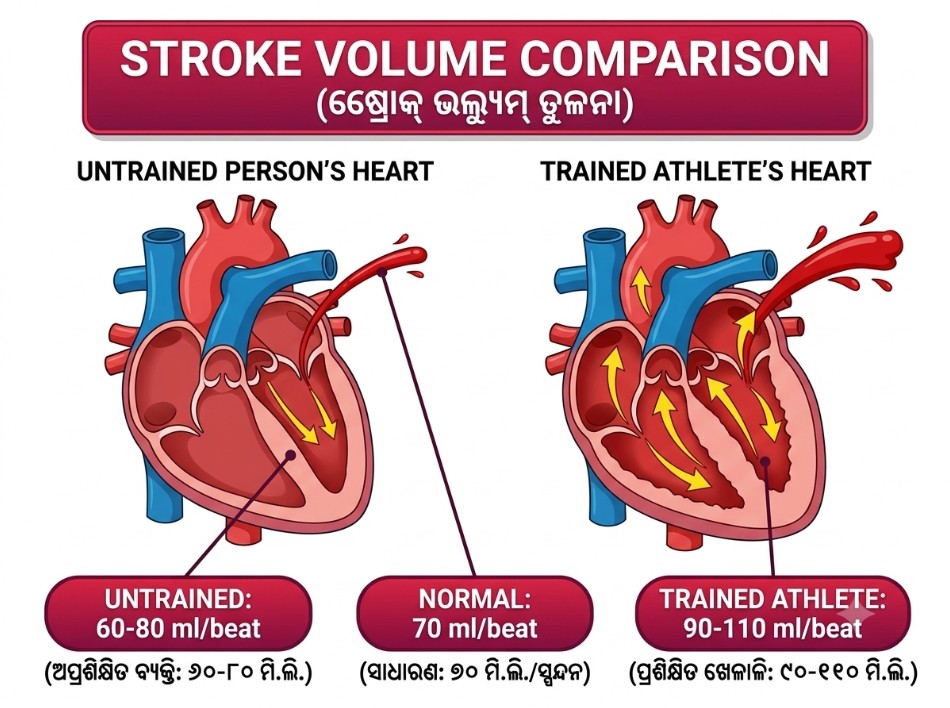 STROKE VOLUME COMPARISON
(ଷ୍ଟ୍ରୋକ୍ ଭଲ୍ୟୁମ୍ ତୁଳନା)
UNTRAINED PERSON'S HEART
TRAINED ATHLETE'S HEART
UNTRAINED:
60-80 ml/beat
(ଅପ୍ରଶିକ୍ଷିତ ବ୍ୟକ୍ତି: ୬୦-୮୦ ମି.ଲି.)
NORMAL:
70 ml/beat
(ସାଧାରଣ: ୭୦ ମି.ଲି./ସ୍ପନ୍ଦନ)
TRAINED ATHLETE:
90-110 ml/beat
(ପ୍ରଶିକ୍ଷିତ ଖେଳାଳି: ୯୦-୧୧୦ ମି.ଲି.)